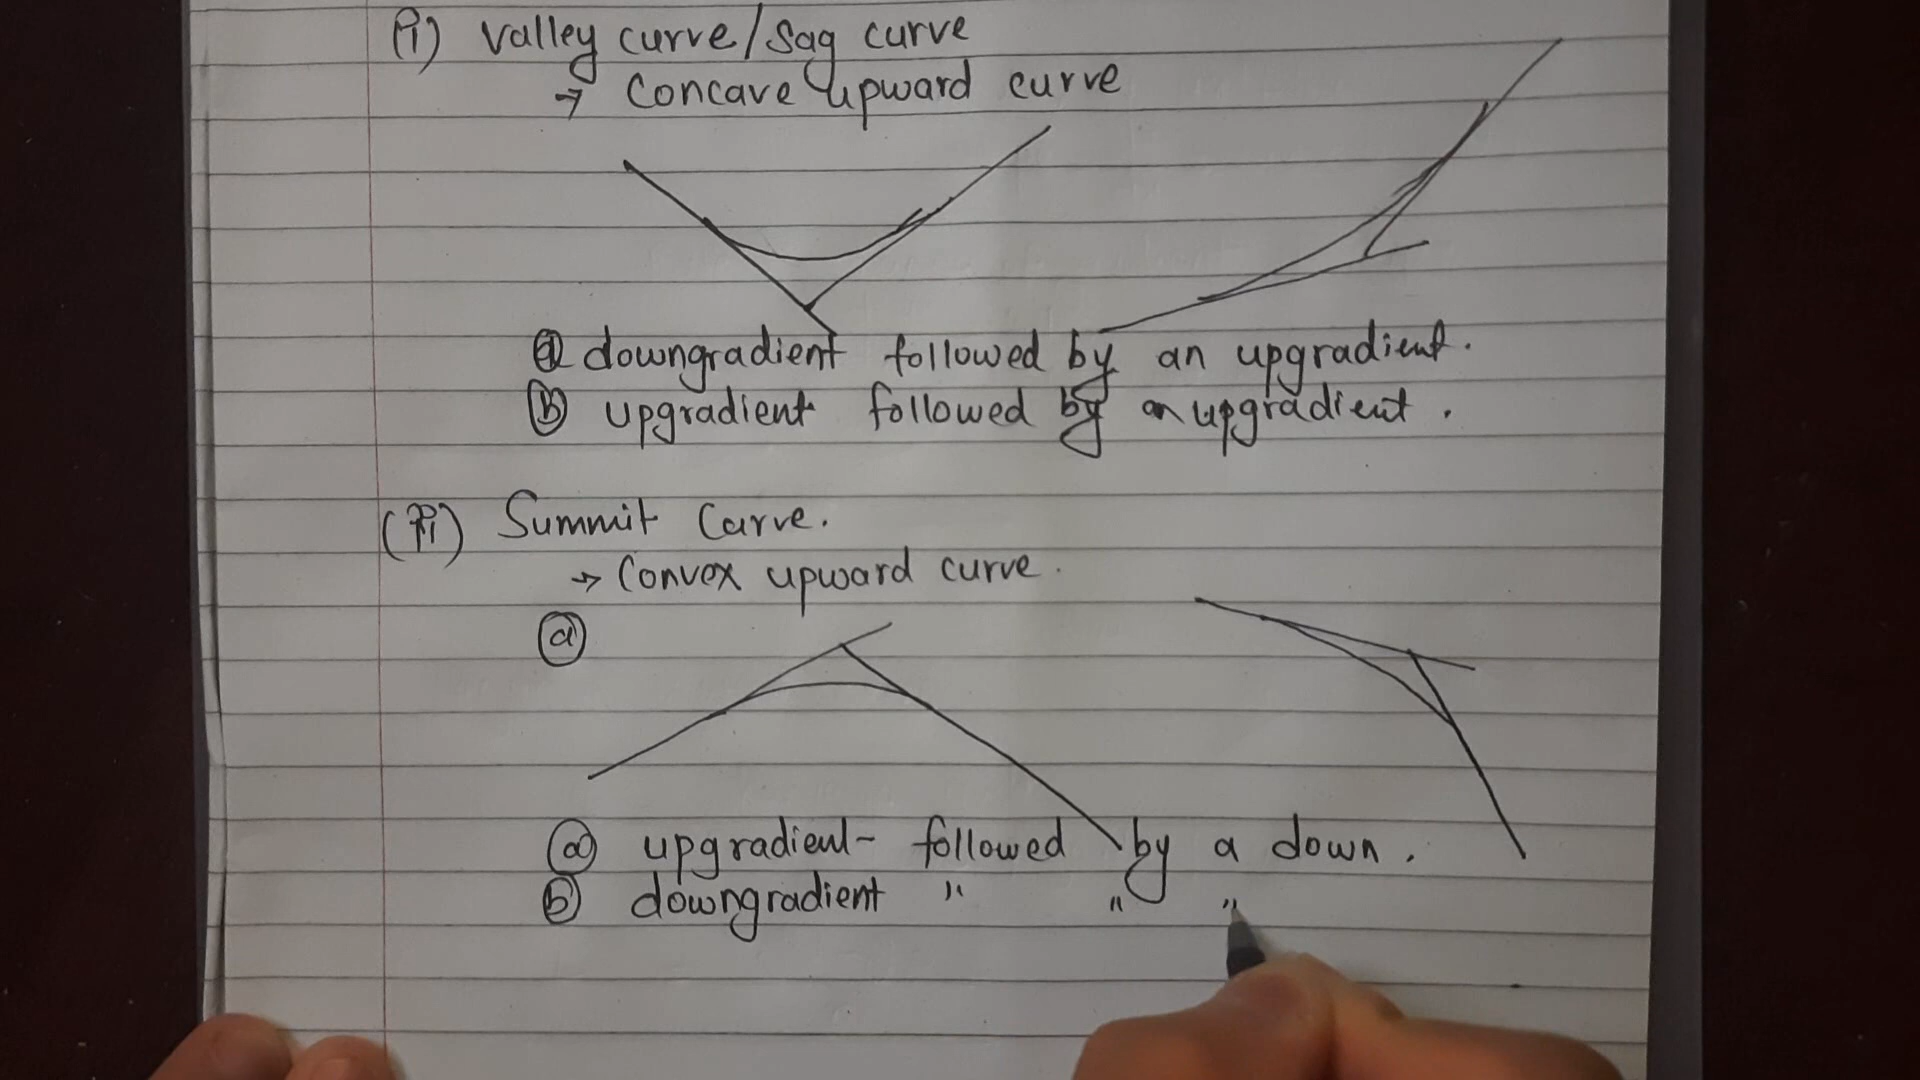 (i) Valley curve/Sag curve
→ Concave upward curve
ⓐ downgradient followed by an upgradient.
ⓑ upgradient followed by an upgradient.
(ii) Summit Curve.
→ Convex upward curve.
ⓐ
ⓐ upgradient followed by a down.
ⓑ downgradient " " "